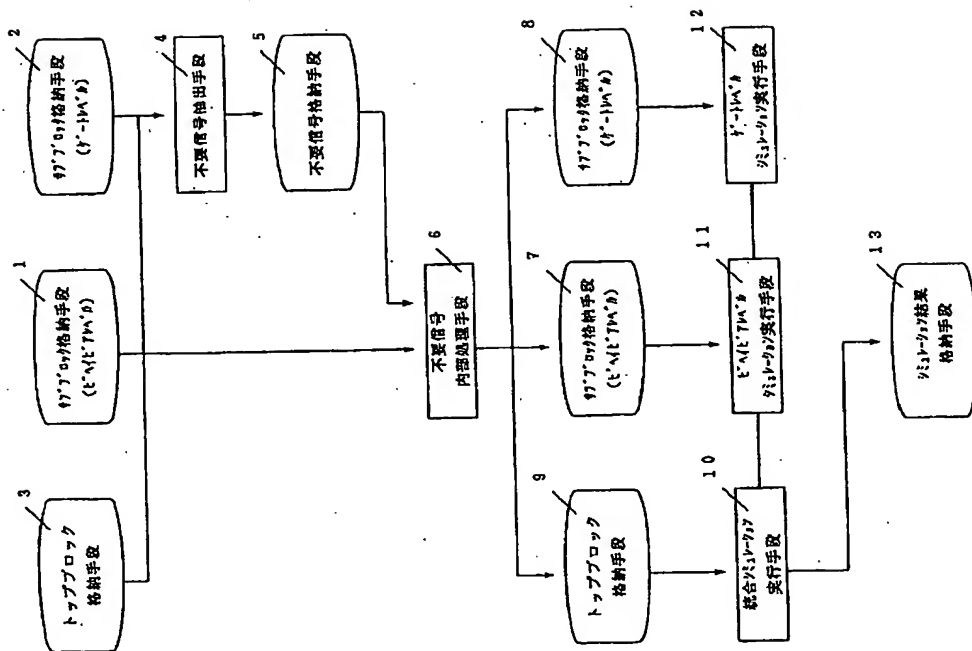 3
トップブロック
格納手段
1
ｻﾌﾞﾌﾞﾛｯｸ格納手段
(ﾋﾞﾍｲﾋﾞｱﾚﾍﾞﾙ)
2
ｻﾌﾞﾌﾞﾛｯｸ格納手段
(ｹﾞｰﾄﾚﾍﾞﾙ)
4
不要信号抽出手段
5
不要信号格納手段
6
不要信号
内部処理手段
9
トップブロック
格納手段
7
ｻﾌﾞﾌﾞﾛｯｸ格納手段
(ﾋﾞﾍｲﾋﾞｱﾚﾍﾞﾙ)
8
ｻﾌﾞﾌﾞﾛｯｸ格納手段
(ｹﾞｰﾄﾚﾍﾞﾙ)
10
統合ｼﾐｭﾚｰｼｮﾝ
実行手段
11
ﾋﾞﾍｲﾋﾞｱﾚﾍﾞﾙ
ｼﾐｭﾚｰｼｮﾝ実行手段
12
ｹﾞｰﾄﾚﾍﾞﾙ
ｼﾐｭﾚｰｼｮﾝ実行手段
13
ｼﾐｭﾚｰｼｮﾝ結果
格納手段